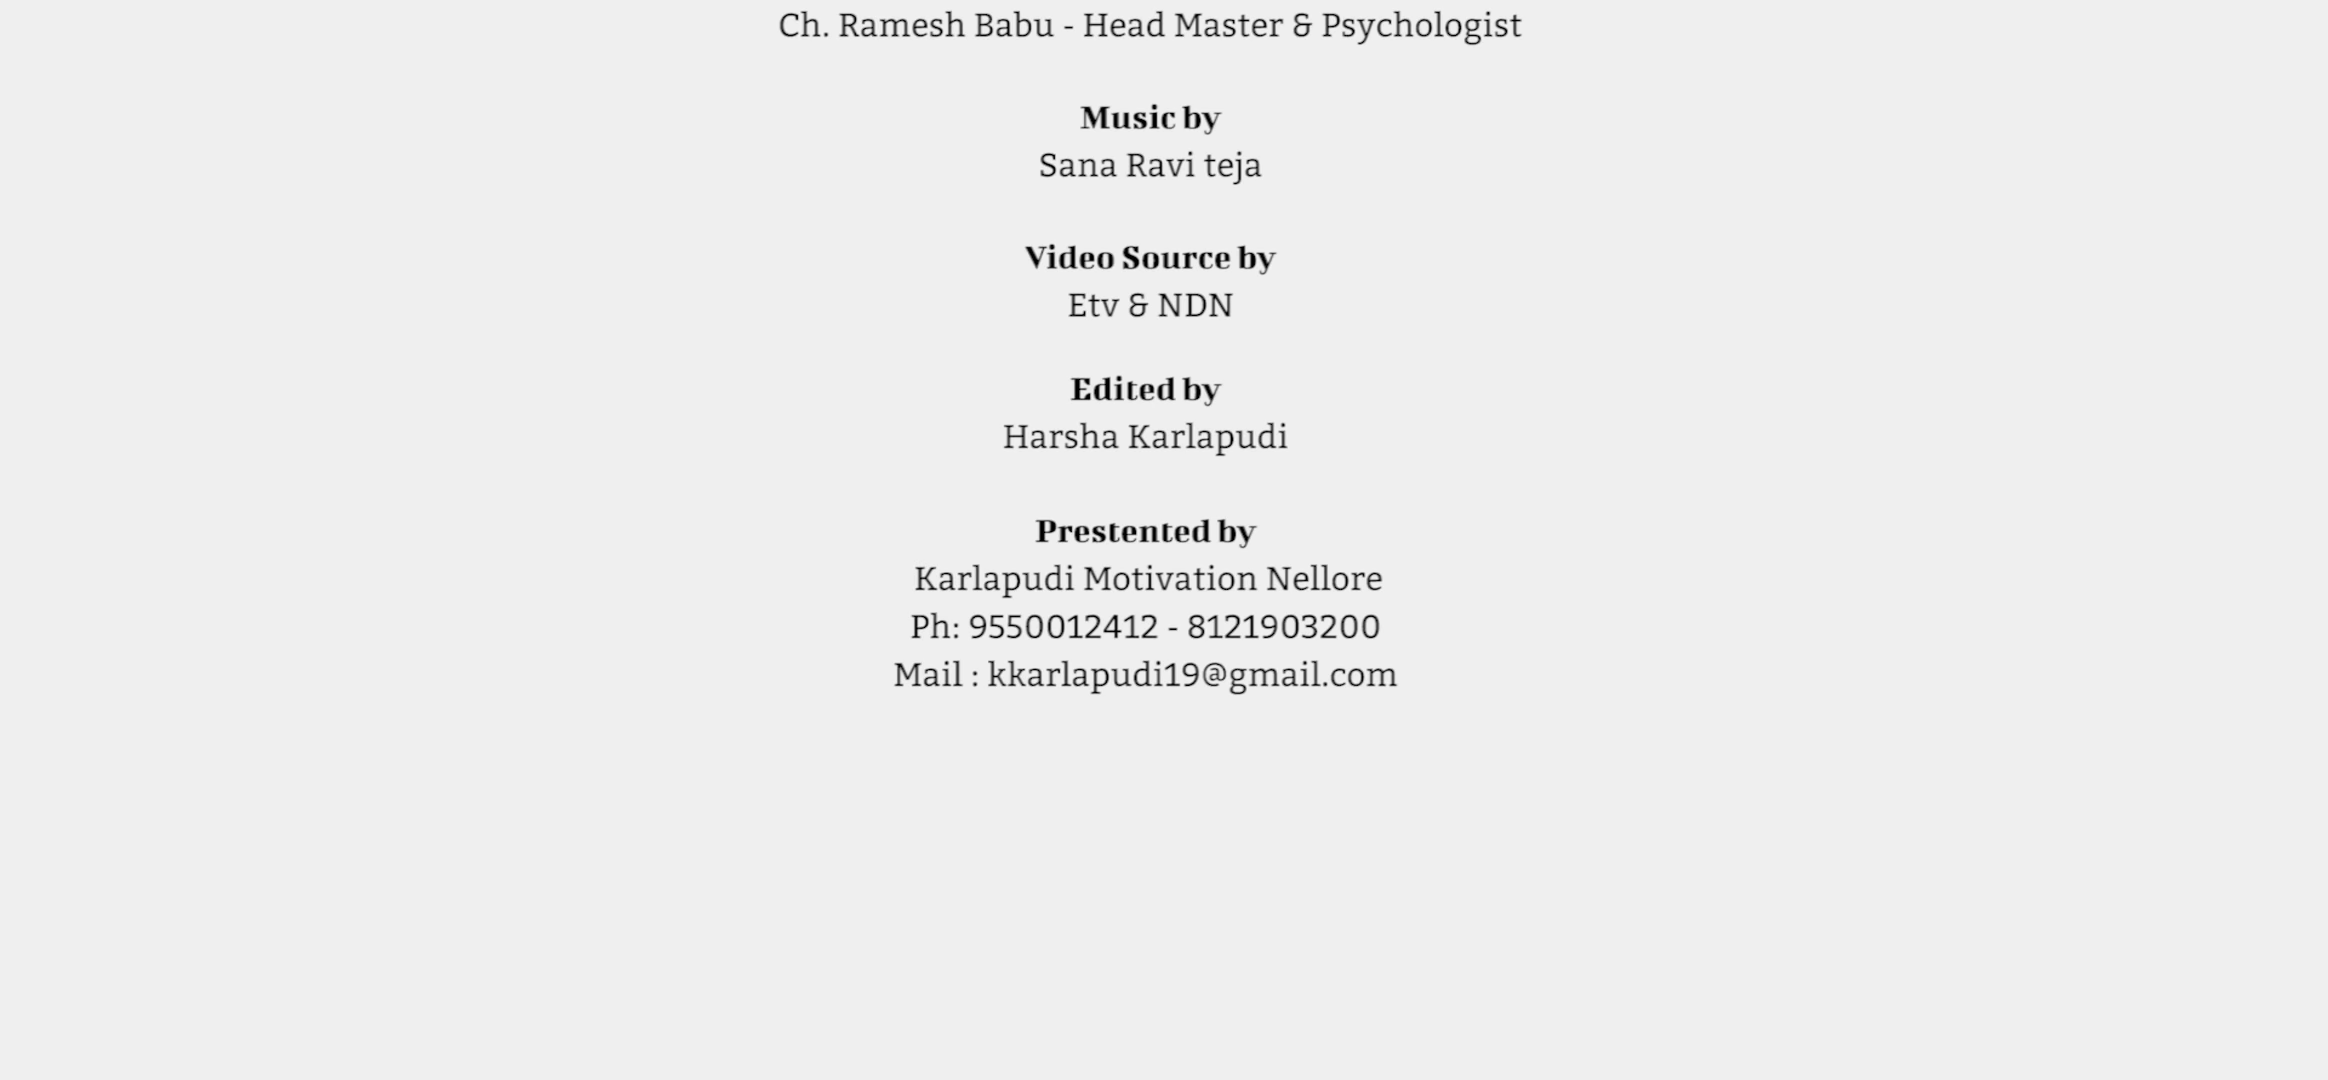 Ch. Ramesh Babu - Head Master & Psychologist
Music by
Sana Ravi teja
Video Source by
Etv & NDN
Edited by
Harsha Karlapudi
Prestented by
Karlapudi Motivation Nellore
Ph: 9550012412 - 8121903200
Mail : kkarlapudi19@gmail.com